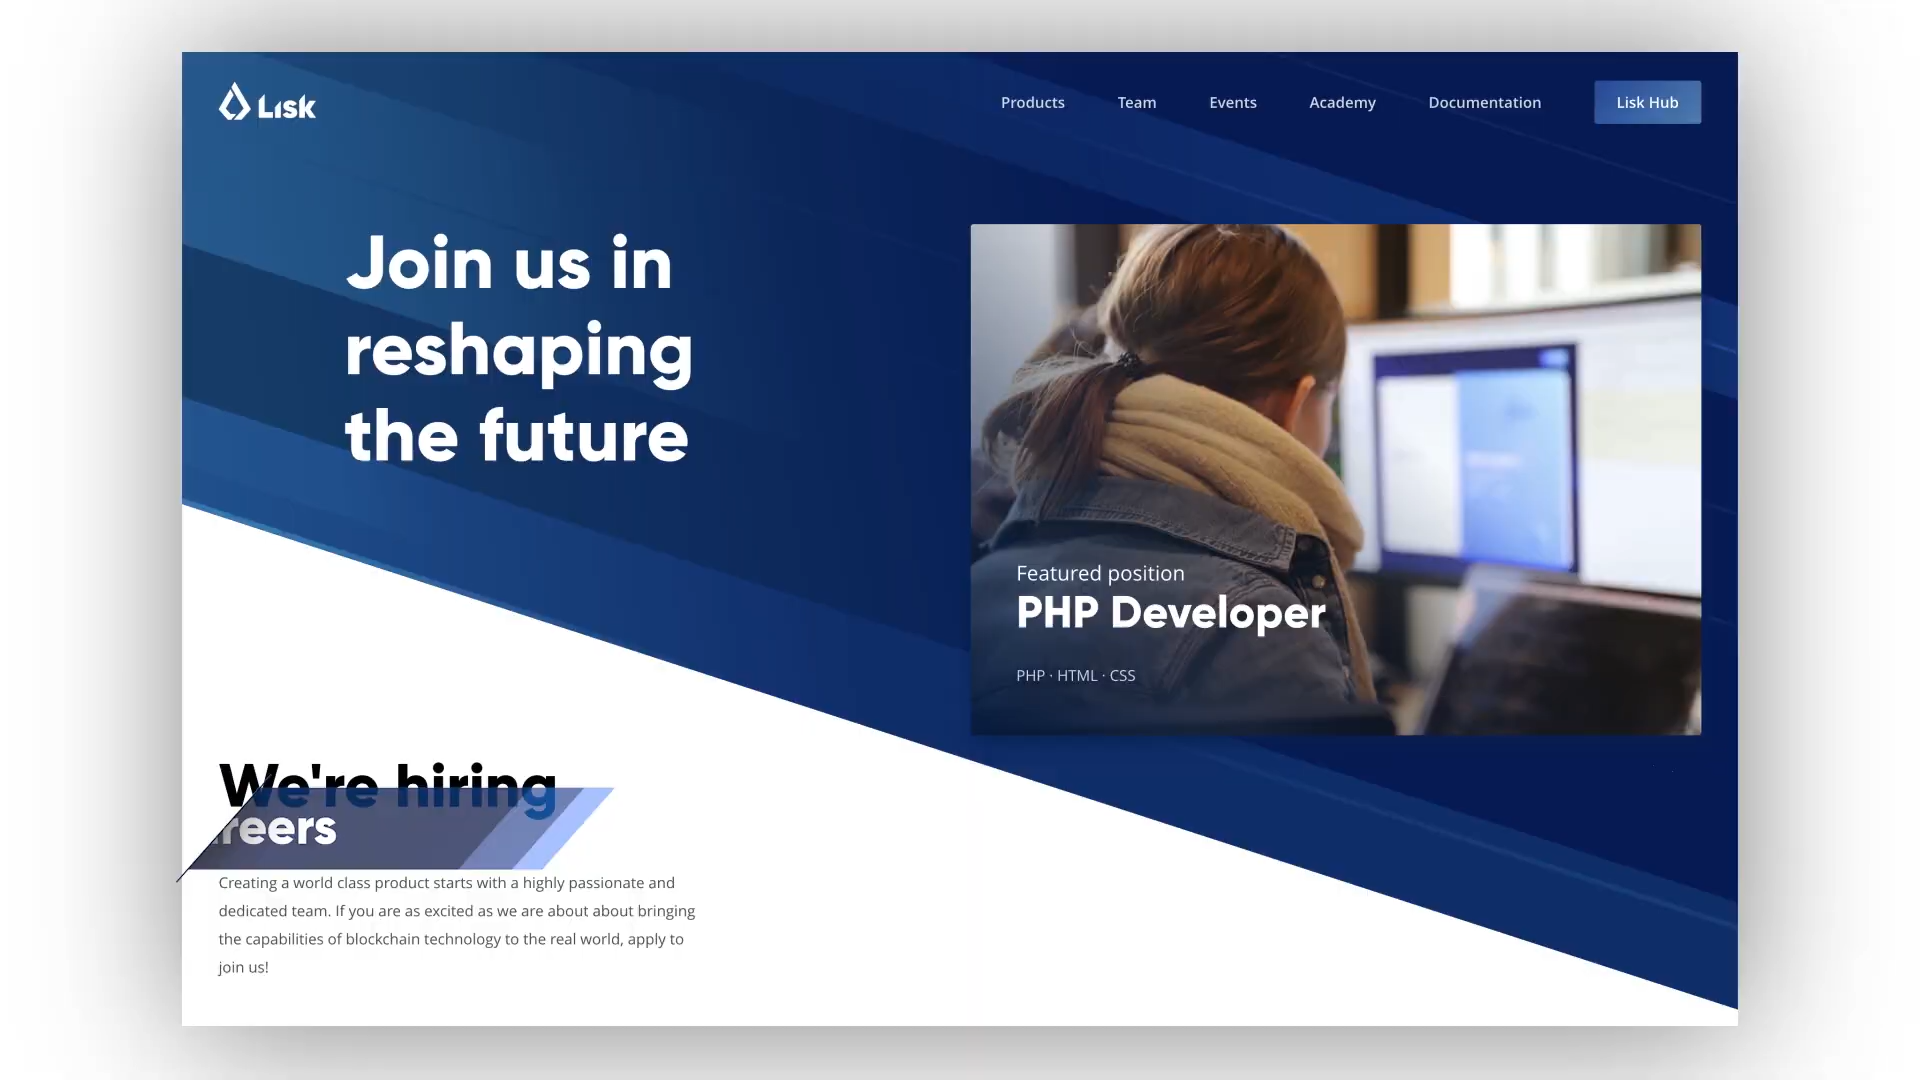 Lisk
Products
Team
Events
Academy
Documentation
Lisk Hub
Join us in
reshaping
the future
Featured position
PHP Developer
PHP · HTML · CSS
We're hiring
reers
Creating a world class product starts with a highly passionate and
dedicated team. If you are as excited as we are about about bringing
the capabilities of blockchain technology to the real world, apply to
join us!